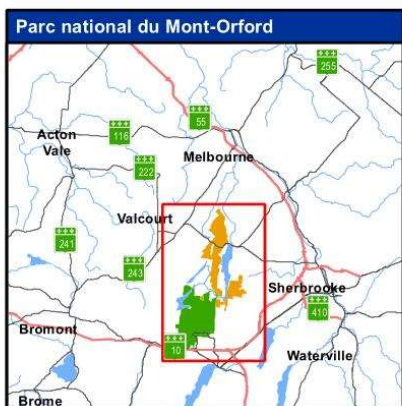 Parc national du Mont-Orford
255
55
Acton
Vale
116
Melbourne
222
Valcourt
241
243
Sherbrooke
410
Bromont
10
Waterville
Brome